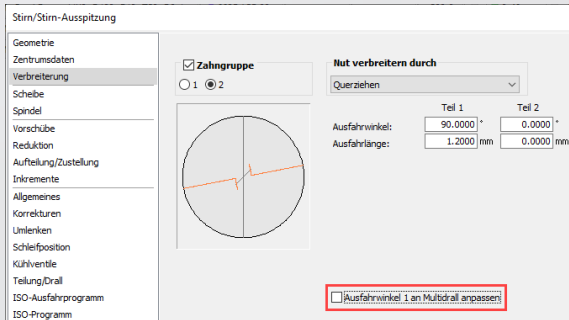 Stirn/Stirn-Ausspitzung
Geometrie
Zentrumsdaten
Verbreiterung
Scheibe
Spindel
Vorschübe
Reduktion
Aufteilung/Zustellung
Inkremente
Allgemeines
Korrekturen
Umlenken
Schleifposition
Kühlventile
Teilung/Drall
ISO-Ausfahrprogramm
ISO-Programm
Zahngruppe
1 2
Nut verbreitern durch
Querziehen
Teil 1 Teil 2
Ausfahrwinkel: 90.0000 ° 0.0000 °
Ausfahrlänge: 1.2000 mm 0.0000 mm
Ausfahrwinkel 1 an Multidrall anpassen